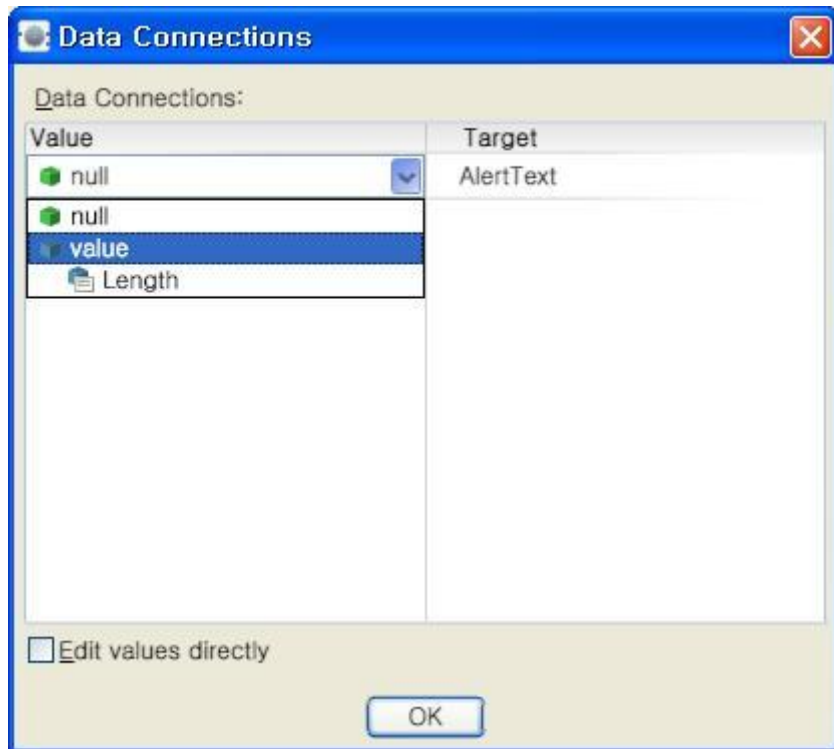 Data Connections
Data Connections:
Value Target
null AlertText
null
value
Length
Edit values directly
OK